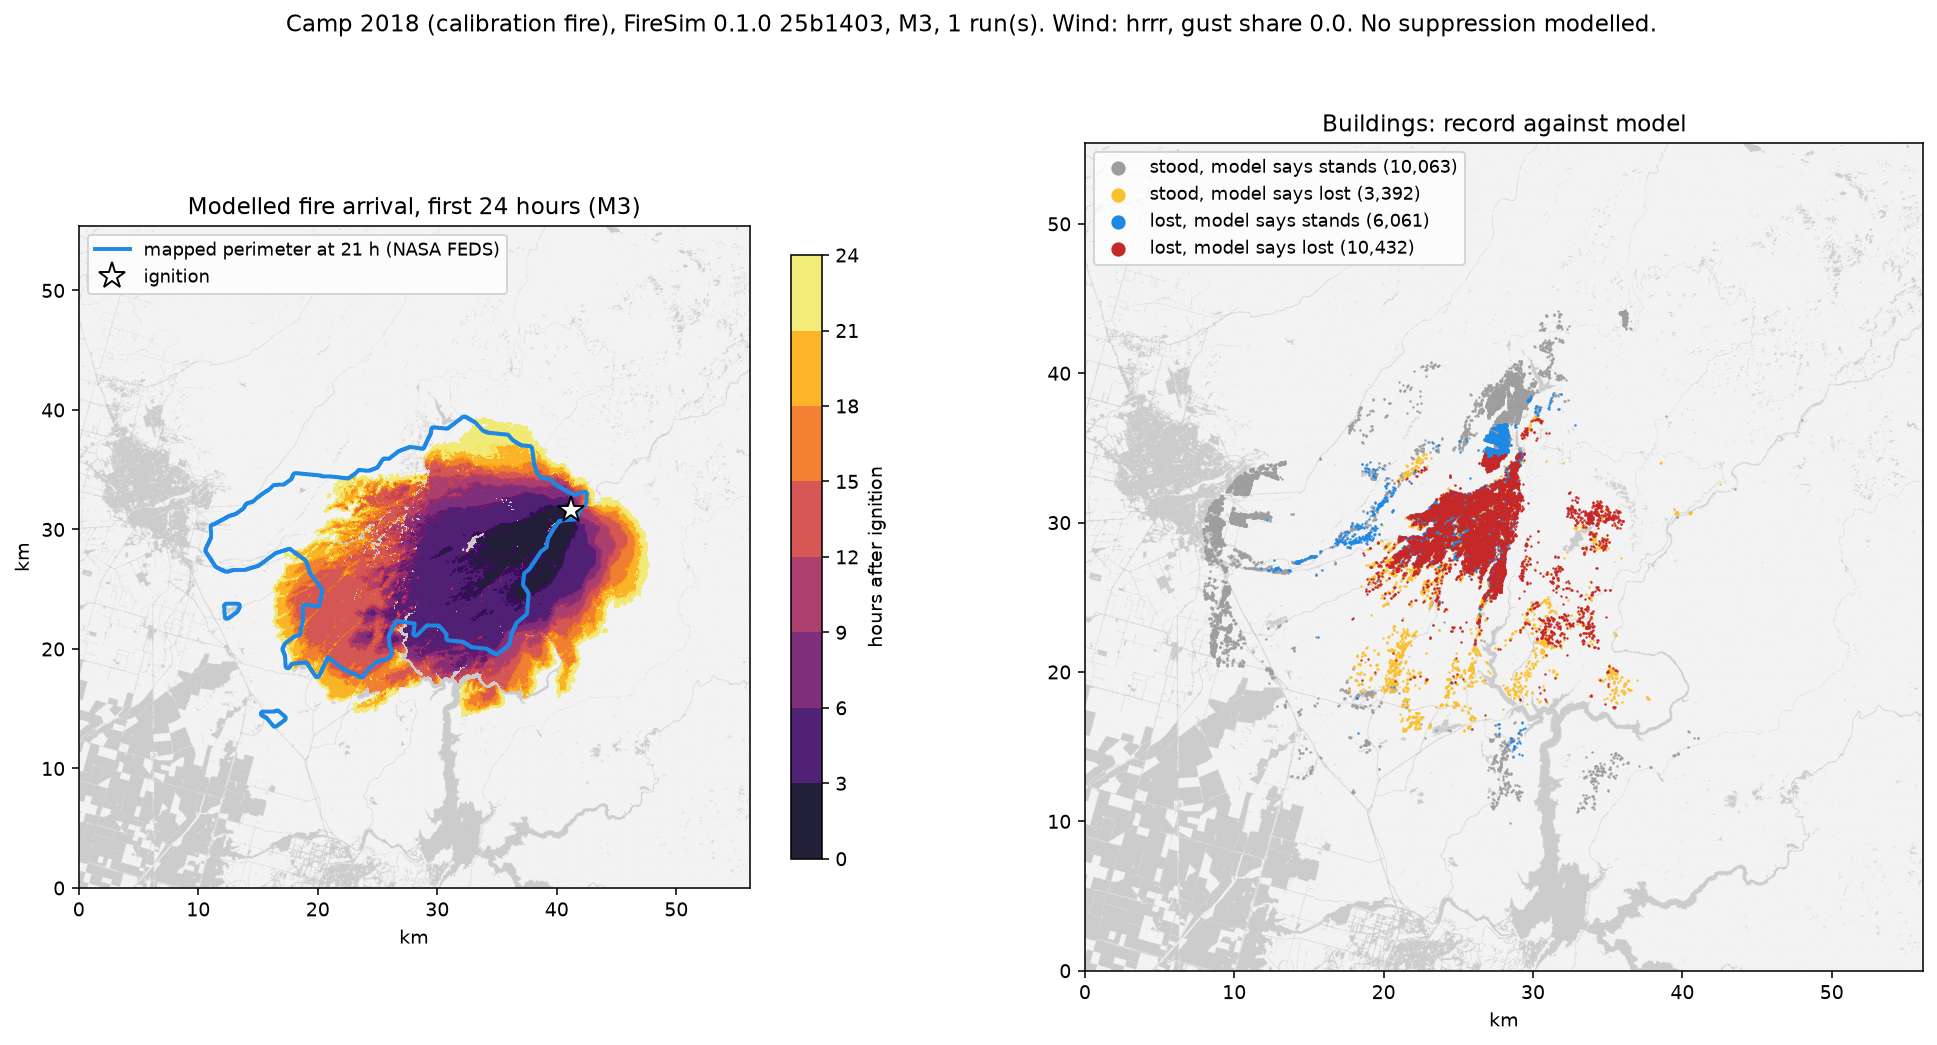 Camp 2018 (calibration fire), FireSim 0.1.0 25b1403, M3, 1 run(s). Wind: hrrr, gust share 0.0. No suppression modelled.
Modelled fire arrival, first 24 hours (M3)
mapped perimeter at 21 h (NASA FEDS)
ignition
50
40
30
20
10
0
km
0 10 20 30 40 50
km
24
21
18
15
12
9
6
3
0
hours after ignition
Buildings: record against model
stood, model says stands (10,063)
stood, model says lost (3,392)
lost, model says stands (6,061)
lost, model says lost (10,432)
50
40
30
20
10
0
km
0 10 20 30 40 50
km